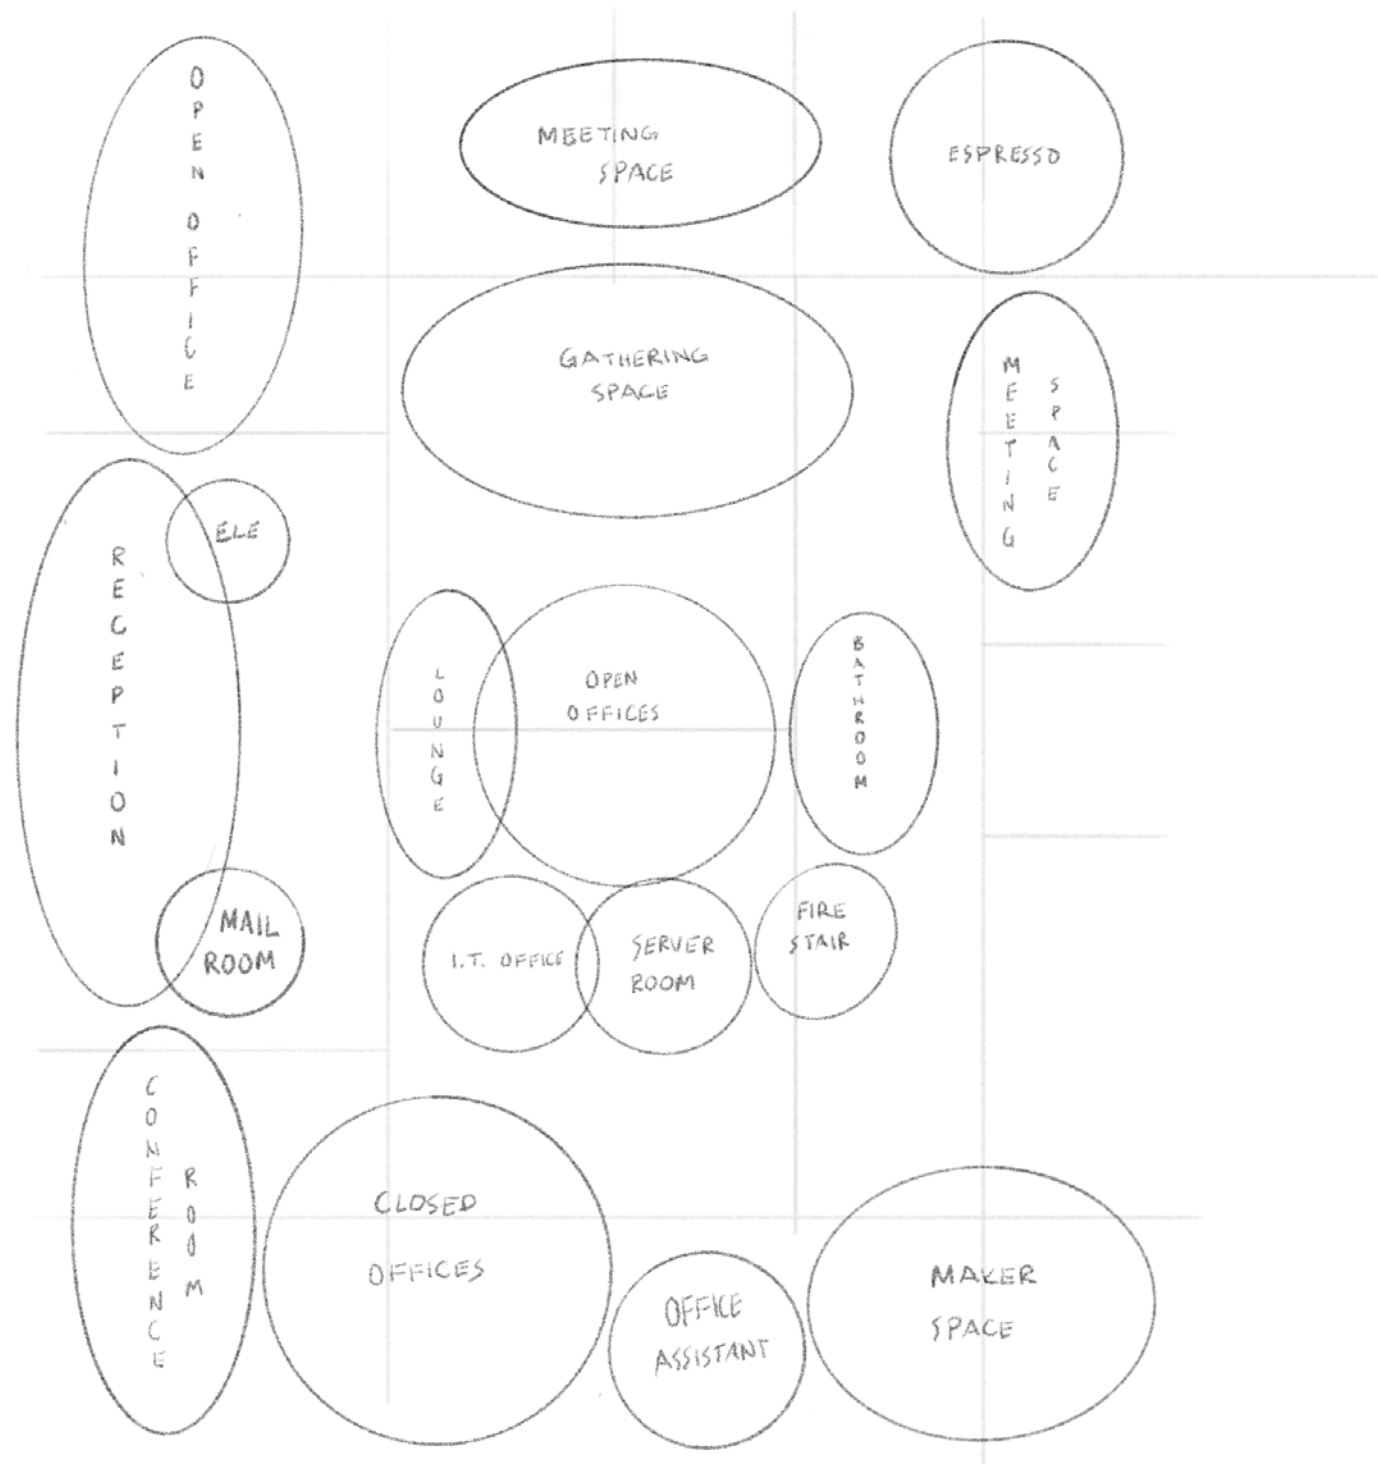 OPEN OFFICE
MEETING
SPACE
ESPRESSO
GATHERING
SPACE
MEETING
SPACE
ELE
RECEPTION
LOUNGE
OPEN
OFFICES
BATHROOM
MAIL
ROOM
I.T. OFFICE
SERVER
ROOM
FIRE
STAIR
CONFERENCE
ROOM
CLOSED
OFFICES
OFFICE
ASSISTANT
MAKER
SPACE